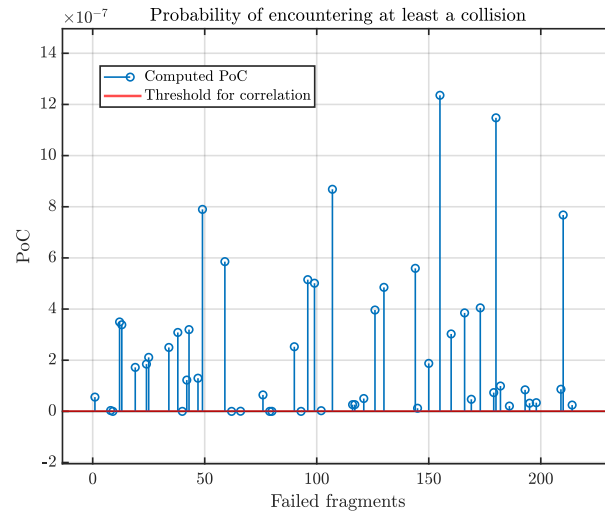 Probability of encountering at least a collision
×10⁻⁷
14
12
10
8
6
4
2
0
-2
PoC
Computed PoC
Threshold for correlation
0 50 100 150 200
Failed fragments